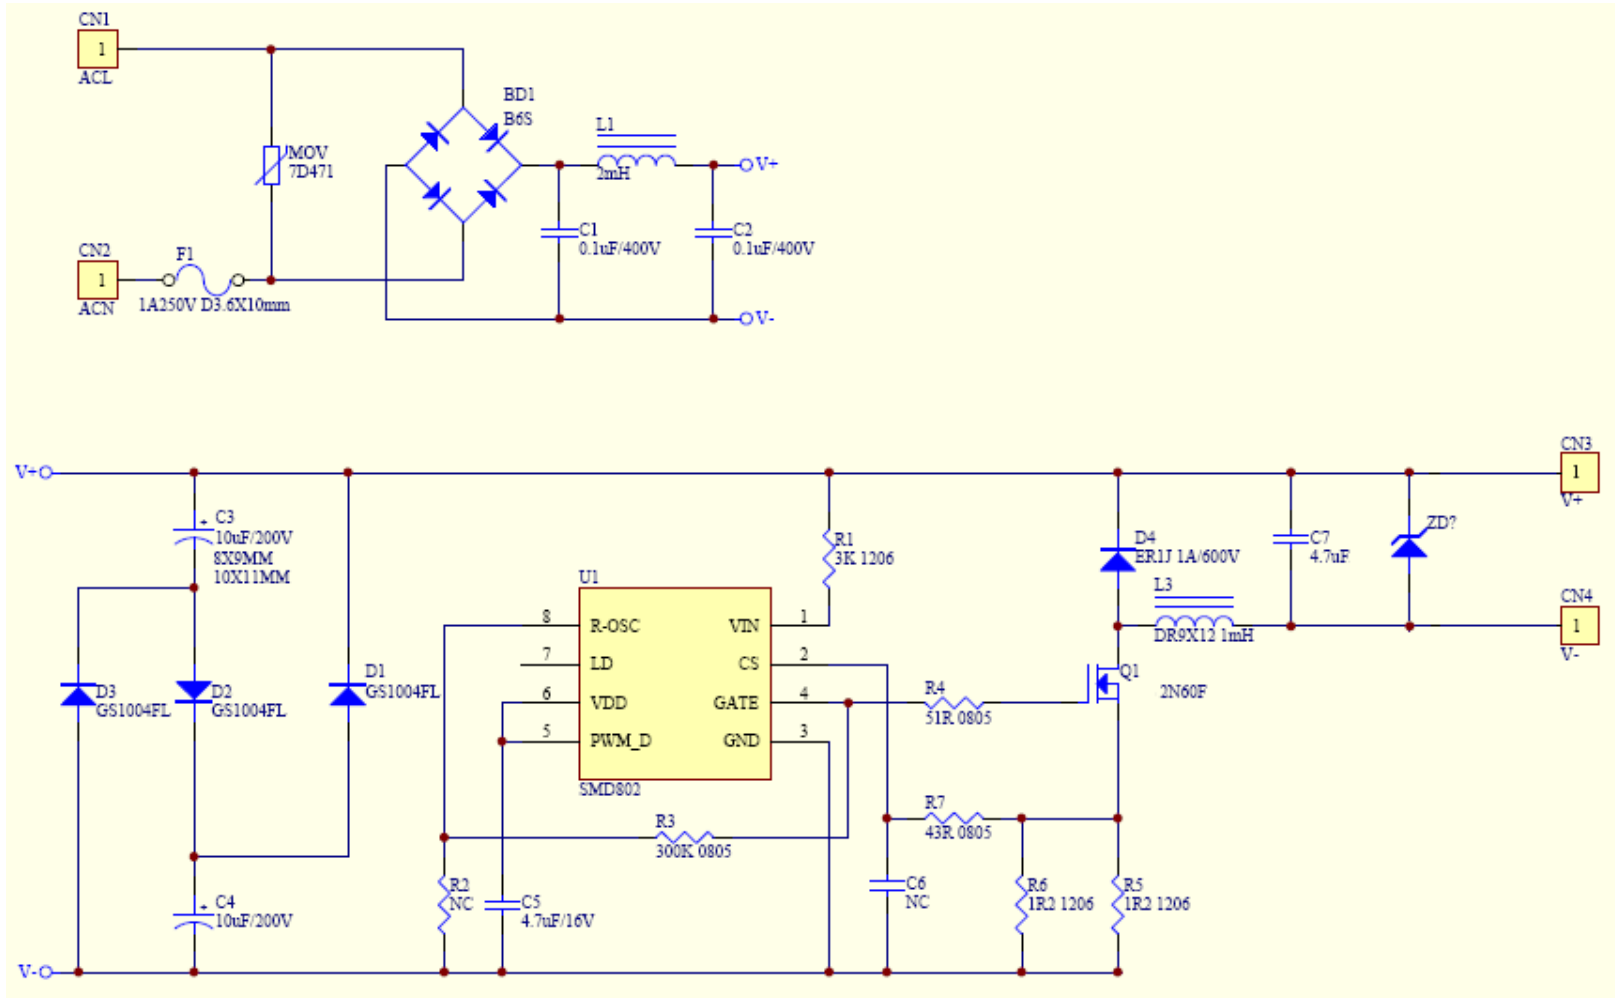 CN1
1
ACL
BD1
B6S
L1
2mH
V+
MOV
7D471
C1
0.1uF/400V
C2
0.1uF/400V
CN2
1
ACN
F1
1A250V D3.6X10mm
V-
V+
CN3
1
V+
C3
+
10uF/200V
8X9MM
10X11MM
R1
3K 1206
D4
ER1J 1A/600V
C7
4.7uF
ZD?
L3
DR9X12 1mH
CN4
1
V-
U1
8
R-OSC
VIN
1
7
LD
CS
2
6
VDD
GATE
4
5
PWM_D
GND
3
SMD802
D3
GS1004FL
D2
GS1004FL
D1
GS1004FL
R4
51R 0805
Q1
2N60F
R3
300K 0805
R7
43R 0805
R2
NC
C5
4.7uF/16V
C6
NC
R6
1R2 1206
R5
1R2 1206
C4
+
10uF/200V
V-